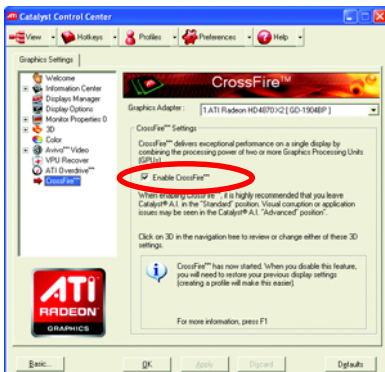 Catalyst Control Center
View Hotkeys Profiles Preferences Help
Graphics Settings
Welcome
Information Center
Displays Manager
Display Options
Monitor Properties 0
3D
Color
Avivo™ Video
VPU Recover
ATI Overdrive™
CrossFire™
CrossFire™
Graphics Adapter :
1.ATI Radeon HD4870 X2 [ GD-1904BP ]
CrossFire™ Settings
CrossFire™ delivers exceptional performance on a single display by
combining the processing power of two or more Graphics Processing Units
(GPUs).
Enable CrossFire™
When enabling CrossFire™, it is highly recommended that you leave
Catalyst® A.I. in the "Standard" position. Visual corruption or application
issues may be seen in the Catalyst® A.I. "Advanced" position".
Click on 3D in the navigation tree to review or change either of these 3D
settings.
CrossFire™ has now started. When you disable this feature,
you will need to restore your previous display settings
(creating a profile will make this easier).
For more information, press F1
ATI
RADEON
GRAPHICS
Basic...
OK
Apply
Discard
Defaults